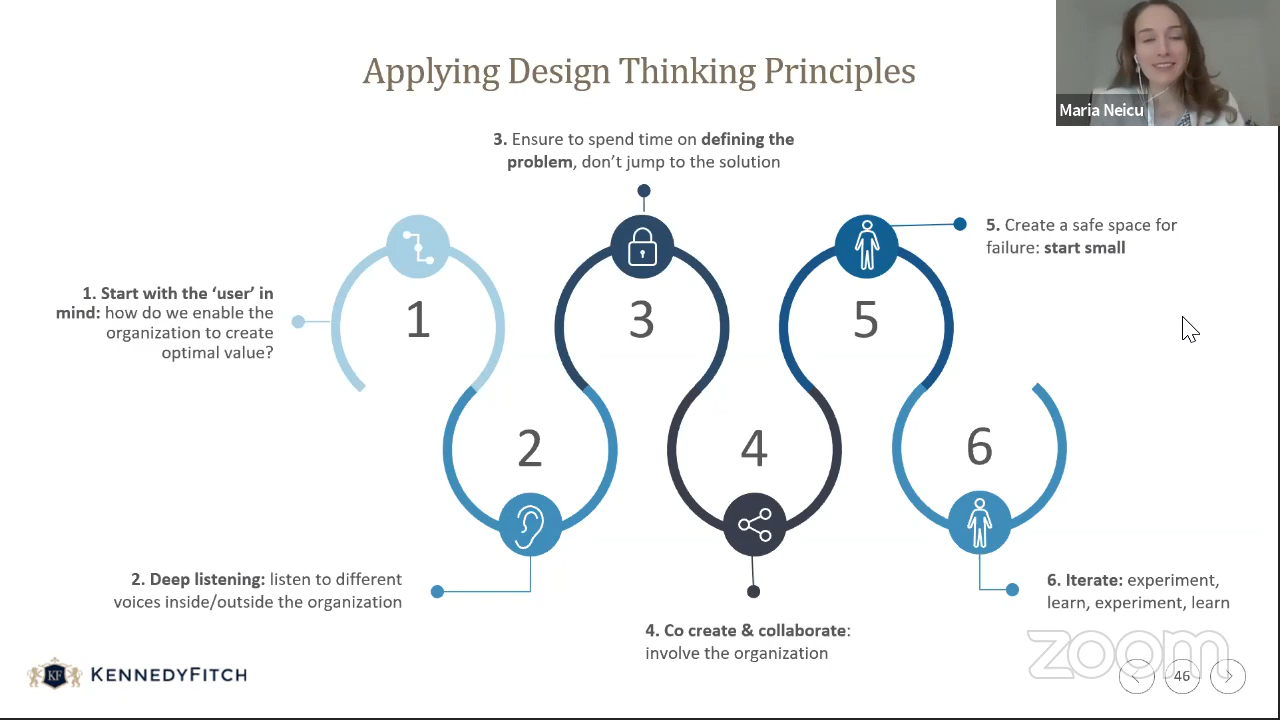 Applying Design Thinking Principles
Maria Neicu
3. Ensure to spend time on defining the
problem, don’t jump to the solution
5. Create a safe space for
failure: start small
1. Start with the ‘user’ in
mind: how do we enable the
organization to create
optimal value?
1
3
5
2
4
6
2. Deep listening: listen to different
voices inside/outside the organization
6. Iterate: experiment,
learn, experiment, learn
4. Co create & collaborate:
involve the organization
KF
KENNEDYFITCH
zoom
46